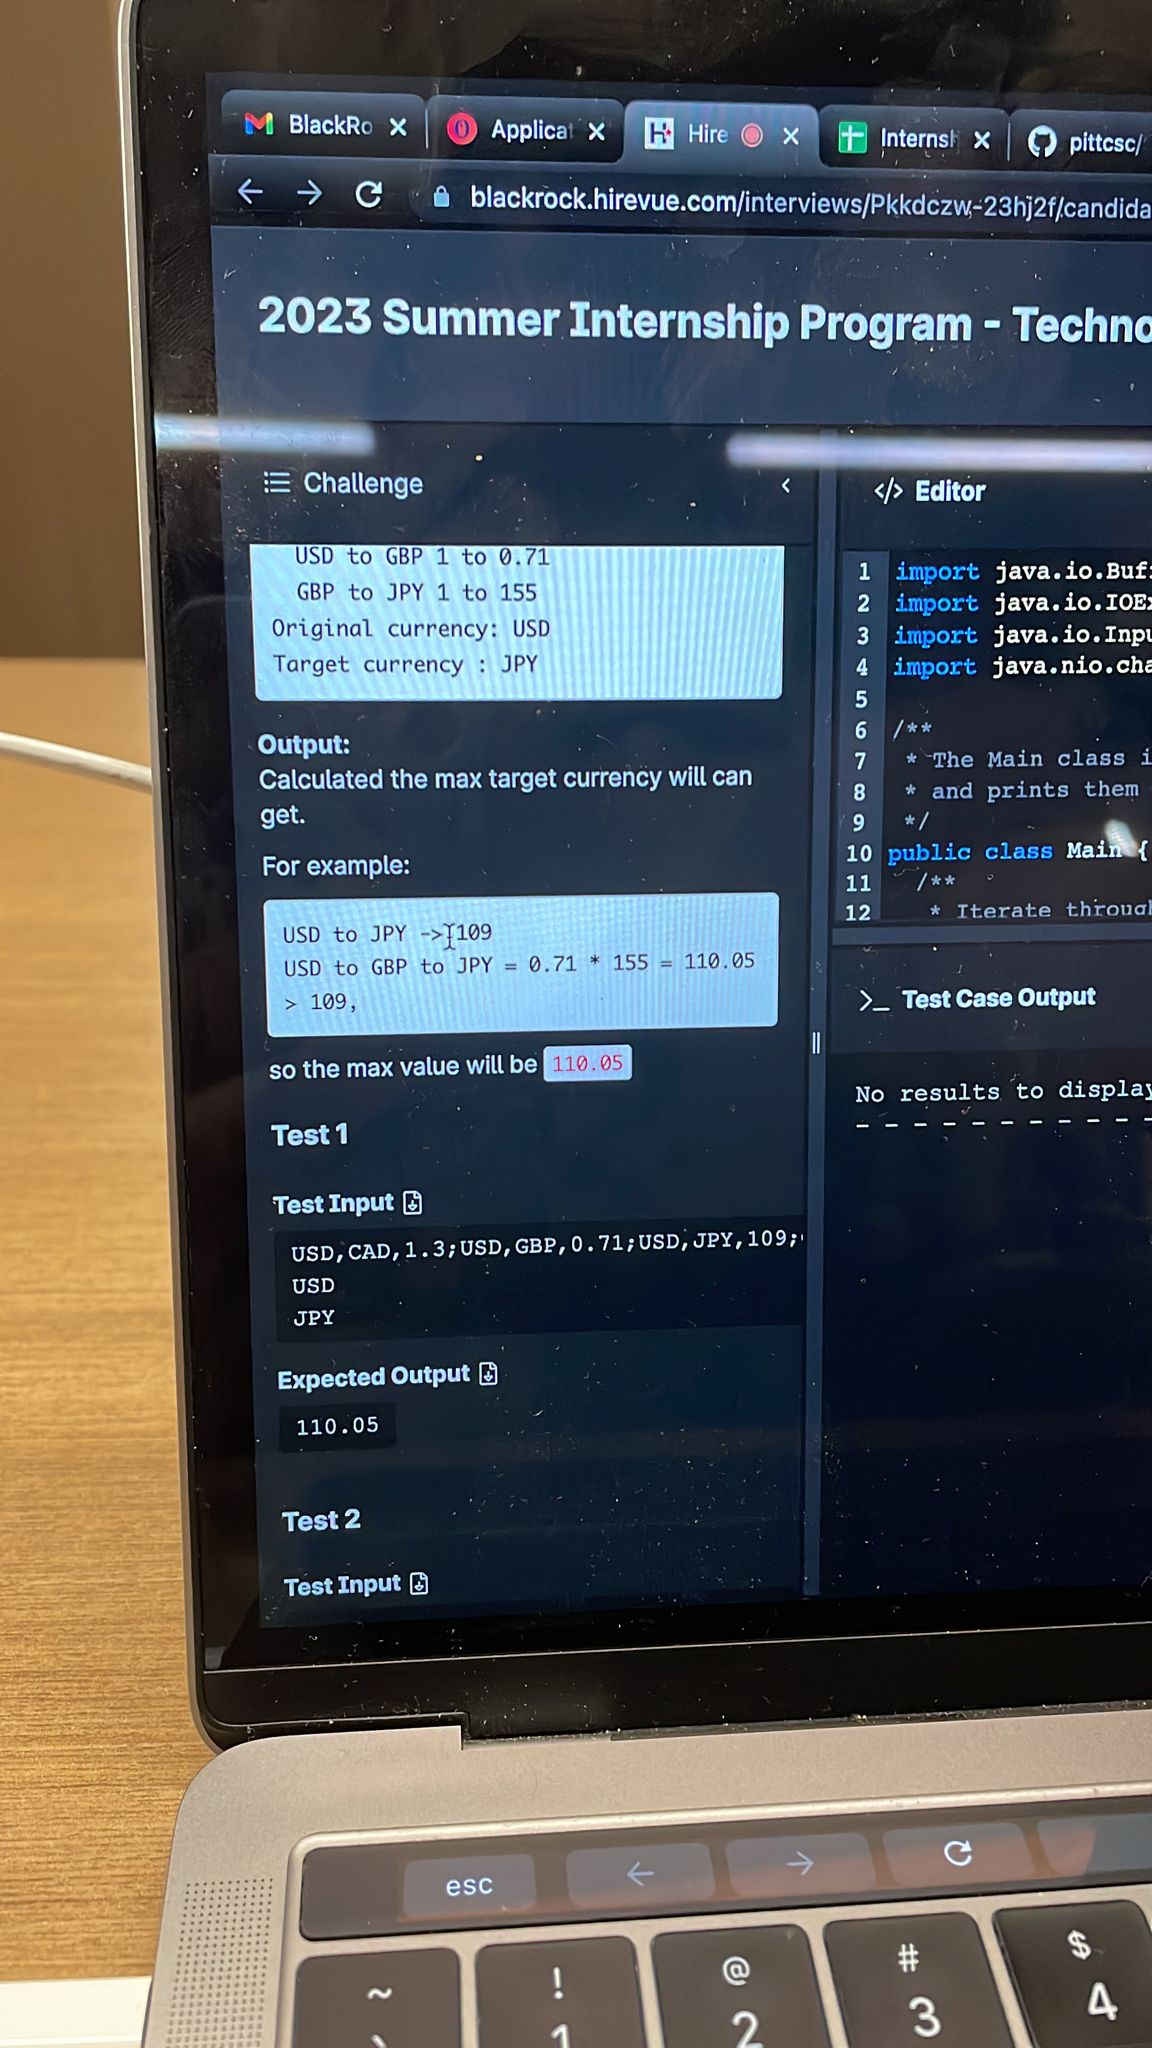 BlackRo
Applicat
Hire
Internsh
pittcsc/
blackrock.hirevue.com/interviews/Pkkdczw-23hj2f/candida
2023 Summer Internship Program - Techno
Challenge
</> Editor
USD to GBP 1 to 0.71
GBP to JPY 1 to 155
Original currency: USD
Target currency : JPY
Output:
Calculated the max target currency will can
get.
For example:
USD to JPY -> 109
USD to GBP to JPY = 0.71 * 155 = 110.05
> 109,
so the max value will be 110.05
Test 1
Test Input
USD,CAD,1.3;USD,GBP,0.71;USD,JPY,109;
USD
JPY
Expected Output
110.05
Test 2
Test Input
1 import java.io.Buf
2 import java.io.IOEx
3 import java.io.Inpu
4 import java.nio.cha
5
6 /**
7 * The Main class i
8 * and prints them
9 */
10 public class Main {
11 /**
12 * Iterate throug
>_ Test Case Output
No results to display
- - - - - - - - - - -
esc
~
! 1
@ 2
# 3
$ 4